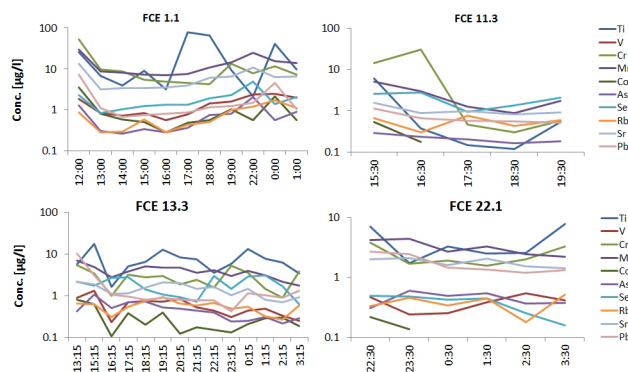 FCE 1.1
FCE 11.3
Conc. [µg/l]
100
10
1
0.1
12:00
13:00
14:00
15:00
16:00
17:00
18:00
19:00
22:00
0:00
1:00
100
10
1
0.1
15:30
16:30
17:30
18:30
19:30
Ti
V
Cr
Co
As
Se
Rb
Sr
Pb
FCE 13.3
FCE 22.1
Conc. [µg/l]
100
10
1
0.1
13:15
15:15
16:15
17:15
18:15
19:15
20:15
21:15
22:15
23:15
0:15
1:15
2:15
3:15
10
1
0.1
22:30
23:30
0:30
1:30
2:30
3:30
Ti
V
Cr
Co
As
Se
Rb
Sr
Pb